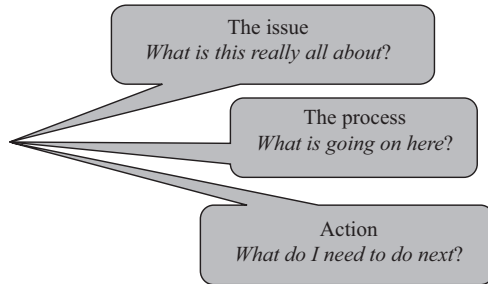 The issue
What is this really all about?
The process
What is going on here?
Action
What do I need to do next?